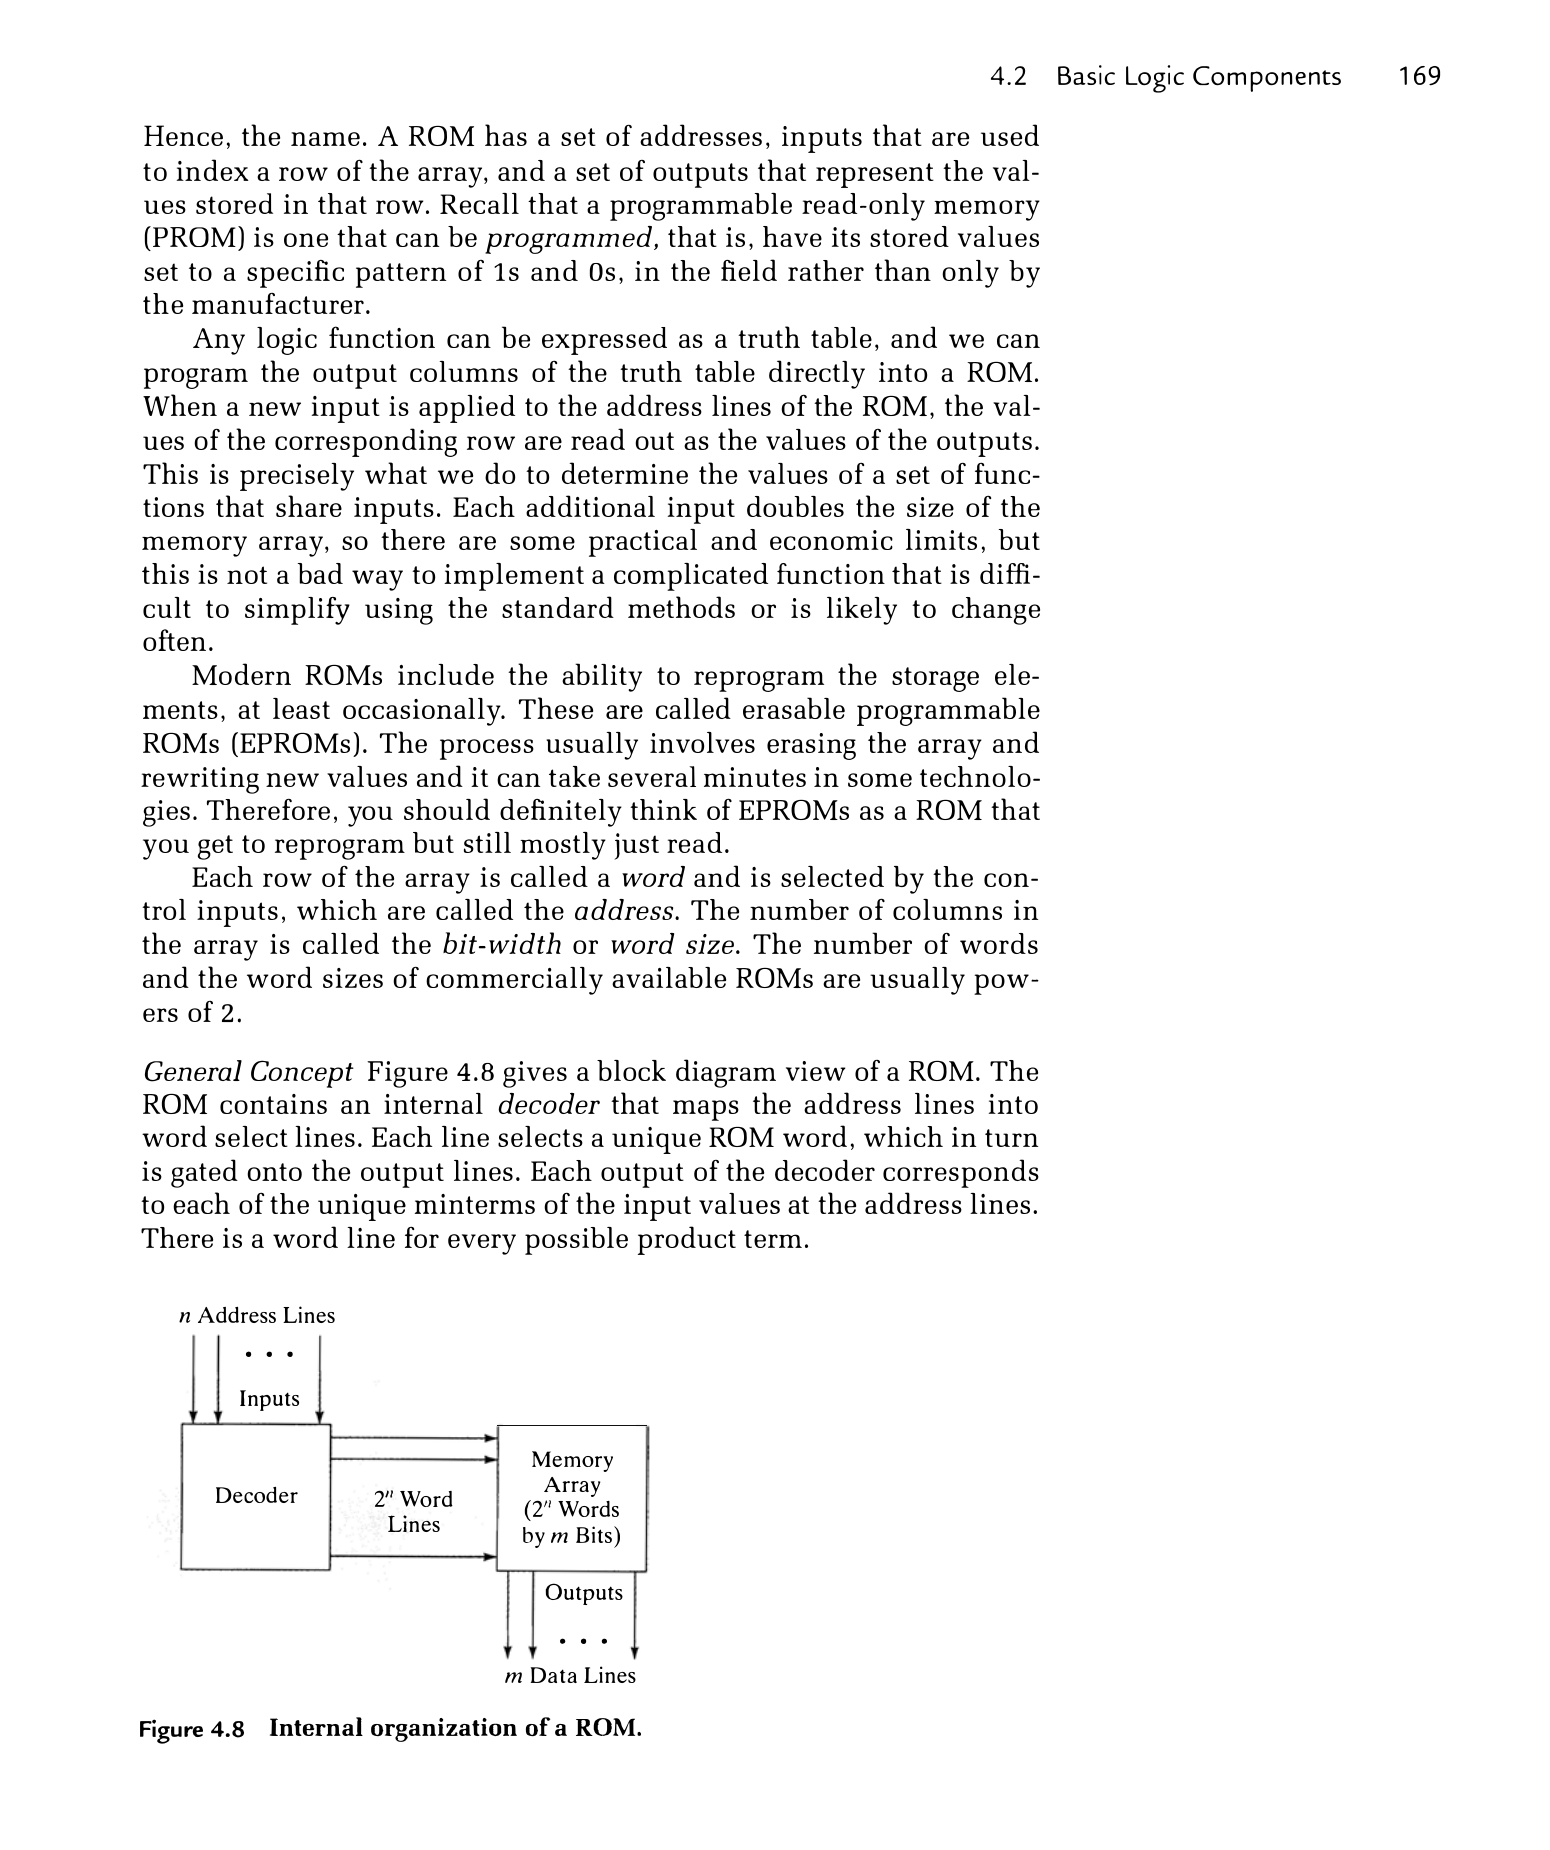 4.2 Basic Logic Components 169
Hence, the name. A ROM has a set of addresses, inputs that are used
to index a row of the array, and a set of outputs that represent the val-
ues stored in that row. Recall that a programmable read-only memory
(PROM) is one that can be programmed, that is, have its stored values
set to a specific pattern of 1s and 0s, in the field rather than only by
the manufacturer.
Any logic function can be expressed as a truth table, and we can
program the output columns of the truth table directly into a ROM.
When a new input is applied to the address lines of the ROM, the val-
ues of the corresponding row are read out as the values of the outputs.
This is precisely what we do to determine the values of a set of func-
tions that share inputs. Each additional input doubles the size of the
memory array, so there are some practical and economic limits, but
this is not a bad way to implement a complicated function that is diffi-
cult to simplify using the standard methods or is likely to change
often.
Modern ROMs include the ability to reprogram the storage ele-
ments, at least occasionally. These are called erasable programmable
ROMs (EPROMs). The process usually involves erasing the array and
rewriting new values and it can take several minutes in some technolo-
gies. Therefore, you should definitely think of EPROMs as a ROM that
you get to reprogram but still mostly just read.
Each row of the array is called a word and is selected by the con-
trol inputs, which are called the address. The number of columns in
the array is called the bit-width or word size. The number of words
and the word sizes of commercially available ROMs are usually pow-
ers of 2.
General Concept Figure 4.8 gives a block diagram view of a ROM. The
ROM contains an internal decoder that maps the address lines into
word select lines. Each line selects a unique ROM word, which in turn
is gated onto the output lines. Each output of the decoder corresponds
to each of the unique minterms of the input values at the address lines.
There is a word line for every possible product term.
n Address Lines
. . .
Inputs
Decoder
2ⁿ Word
Lines
Memory
Array
(2ⁿ Words
by m Bits)
Outputs
. . .
m Data Lines
Figure 4.8 Internal organization of a ROM.